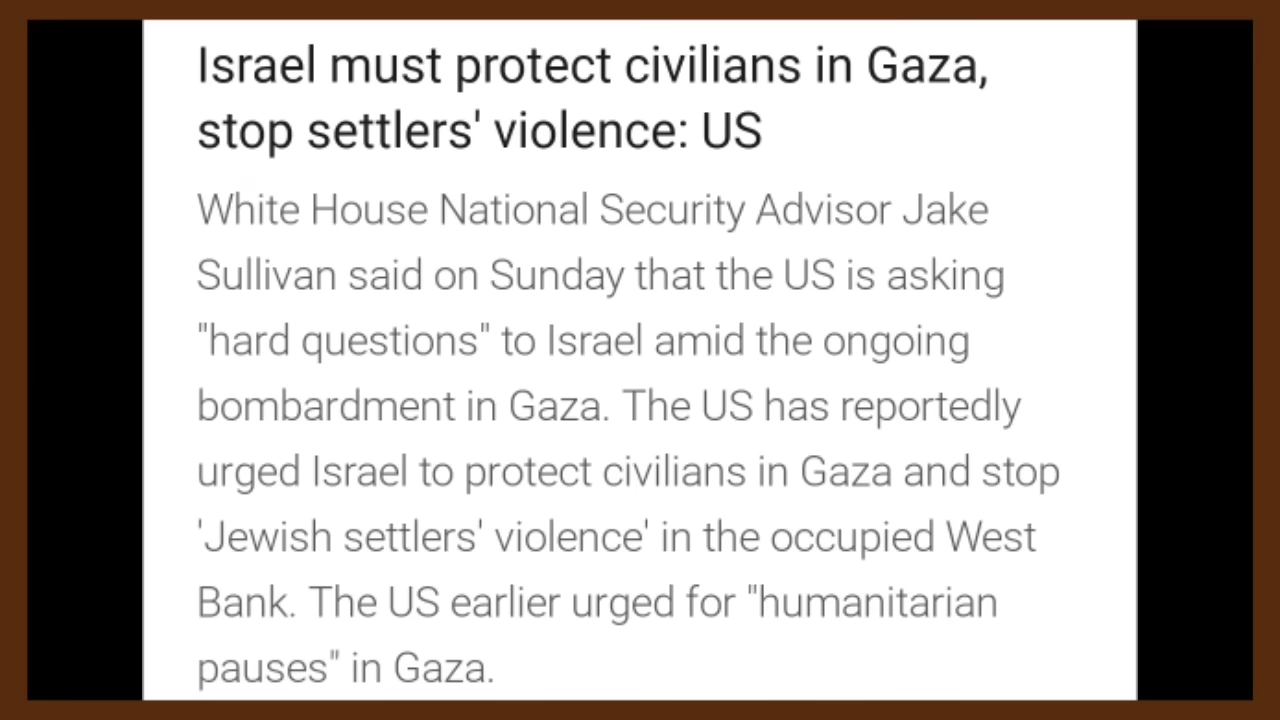 Israel must protect civilians in Gaza,
stop settlers' violence: US
White House National Security Advisor Jake
Sullivan said on Sunday that the US is asking
"hard questions" to Israel amid the ongoing
bombardment in Gaza. The US has reportedly
urged Israel to protect civilians in Gaza and stop
'Jewish settlers' violence' in the occupied West
Bank. The US earlier urged for "humanitarian
pauses" in Gaza.